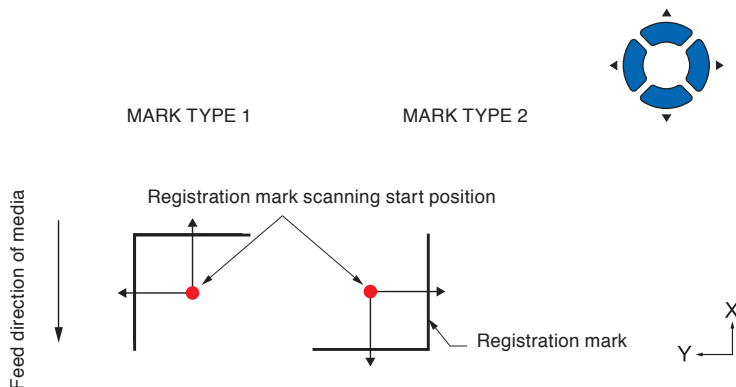 MARK TYPE 1
MARK TYPE 2
Registration mark scanning start position
Feed direction of media
Registration mark
X
Y